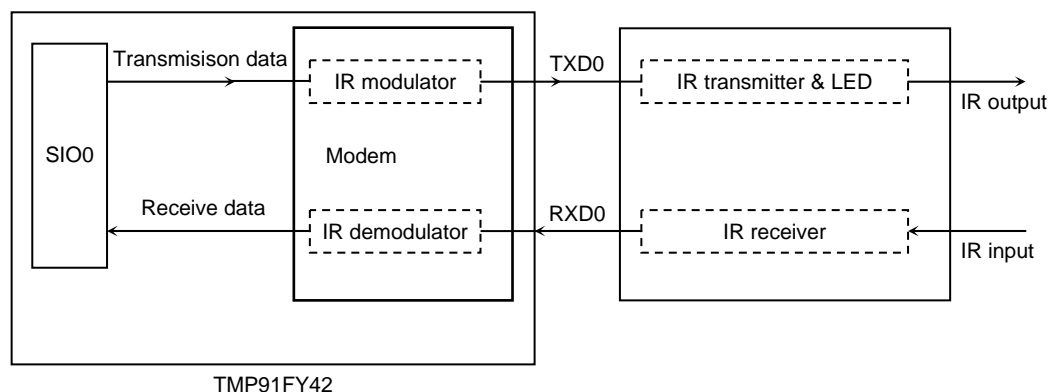 Transmisison data
TXD0
IR modulator
IR transmitter & LED
IR output
SIO0
Modem
Receive data
RXD0
IR demodulator
IR receiver
IR input
TMP91FY42